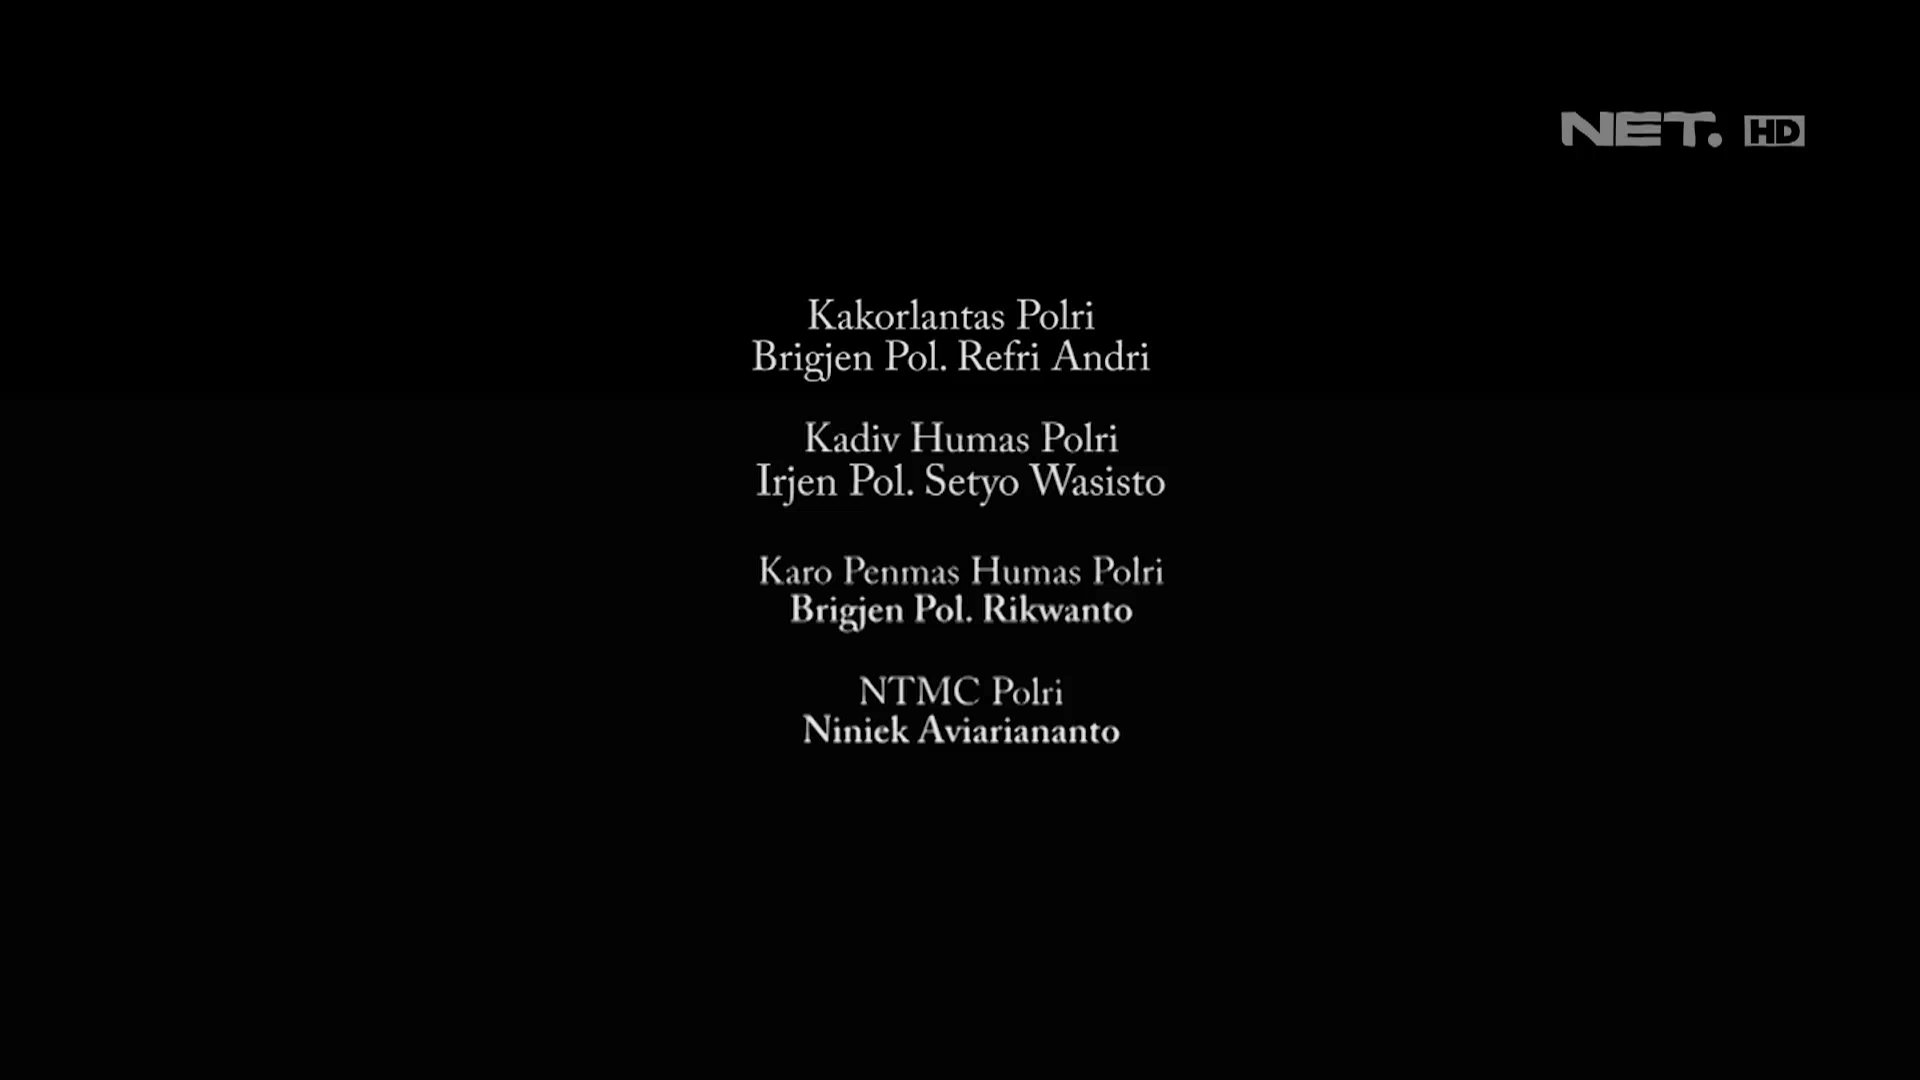 NET. HD
Kakorlantas Polri
Brigjen Pol. Refri Andri
Kadiv Humas Polri
Irjen Pol. Setyo Wasisto
Karo Penmas Humas Polri
Brigjen Pol. Rikwanto
NTMC Polri
Niniek Aviariananto